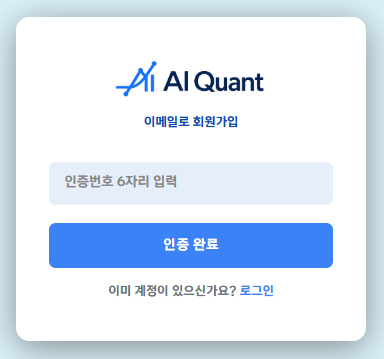 AI Quant
이메일로 회원가입
인증번호 6자리 입력
인증 완료
이미 계정이 있으신가요? 로그인